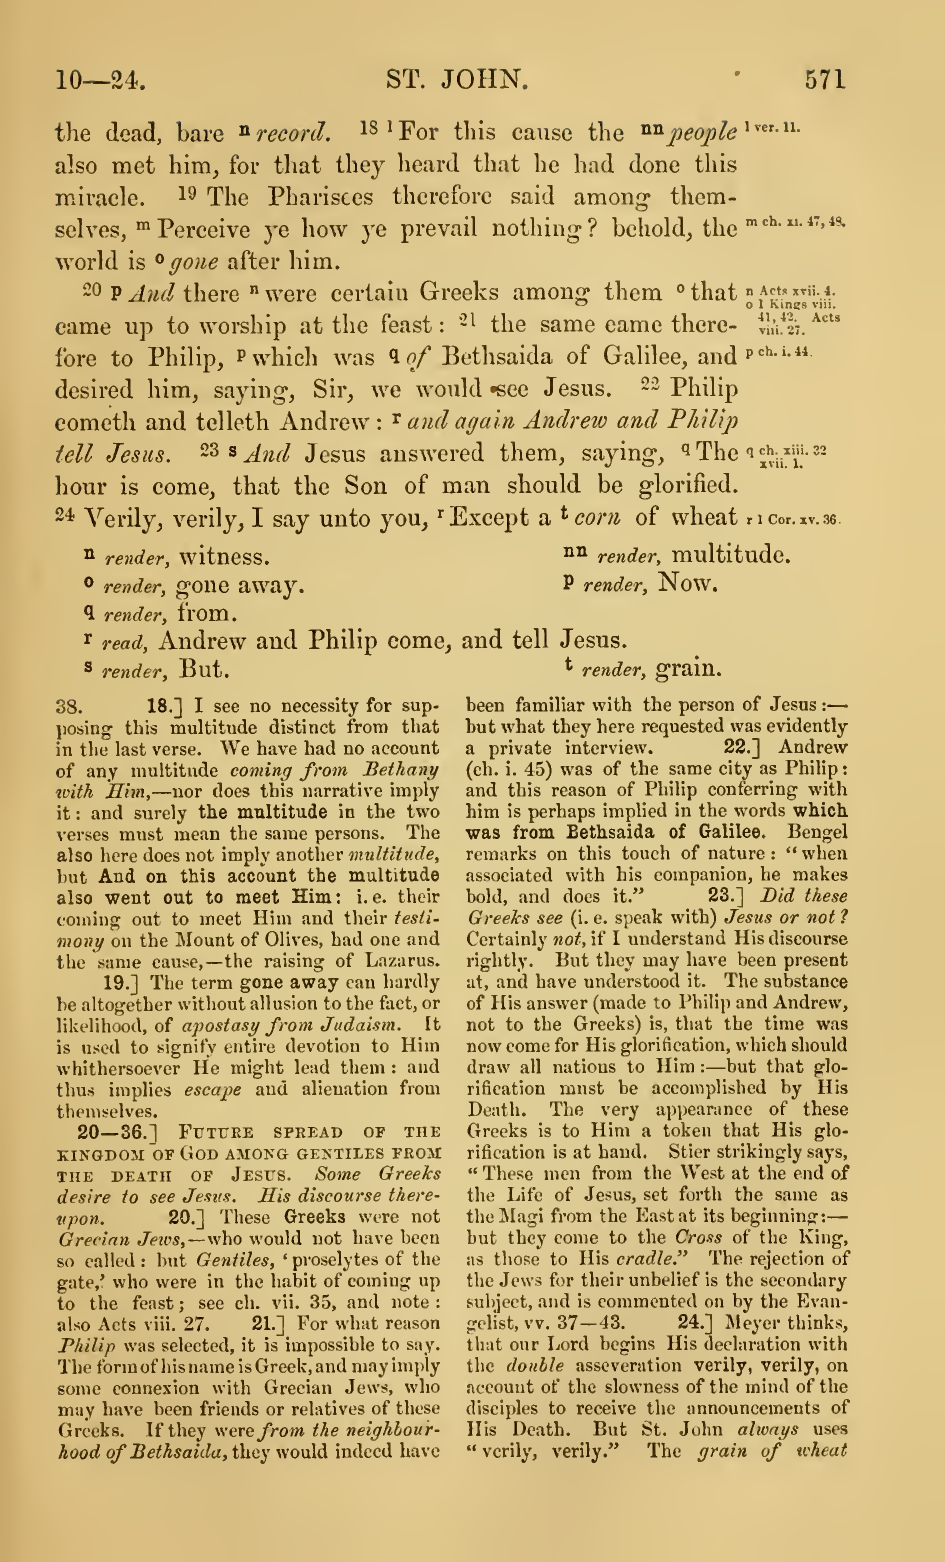 10—24.
ST. JOHN.
571
the dead, bare n record. 18 l For this cause the nn people
l ver. 11.
also met him, for that they heard that he had done this
miracle. 19 The Pharisees therefore said among them-
selves, m Perceive ye how ye prevail nothing? behold, the
m ch. xi. 47, 48.
world is o gone after him.
20 p And there n were certain Greeks among them o that
n Acts xvii. 4.
o 1 Kings viii.
came up to worship at the feast: 21 the same came there-
41, 42. Acts
viii. 27.
fore to Philip, p which was q of Bethsaida of Galilee, and
p ch. i. 44.
desired him, saying, Sir, we would see Jesus. 22 Philip
cometh and telleth Andrew: r and again Andrew and Philip
tell Jesus. 23 s And Jesus answered them, saying, q The
q ch. xiii. 32
xvii. 1.
hour is come, that the Son of man should be glorified.
24 Verily, verily, I say unto you, r Except a t corn of wheat
r 1 Cor. xv. 36.
n render, witness.
nn render, multitude.
o render, gone away.
p render, Now.
q render, from.
r read, Andrew and Philip come, and tell Jesus.
s render, But.
t render, grain.
38. 18.] I see no necessity for sup-
posing this multitude distinct from that
in the last verse. We have had no account
of any multitude coming from Bethany
with Him,—nor does this narrative imply
it: and surely the multitude in the two
verses must mean the same persons. The
also here does not imply another multitude,
but And on this account the multitude
also went out to meet Him: i. e. their
coming out to meet Him and their testi-
mony on the Mount of Olives, had one and
the same cause,—the raising of Lazarus.
19.] The term gone away can hardly
be altogether without allusion to the fact, or
likelihood, of apostasy from Judaism. It
is used to signify entire devotion to Him
whithersoever He might lead them: and
thus implies escape and alienation from
themselves.
20—36.] FUTURE SPREAD OF THE
KINGDOM OF GOD AMONG GENTILES FROM
THE DEATH OF JESUS. Some Greeks
desire to see Jesus. His discourse there-
upon. 20.] These Greeks were not
Grecian Jews,—who would not have been
so called: but Gentiles, ‘proselytes of the
gate,’ who were in the habit of coming up
to the feast; see ch. vii. 35, and note:
also Acts viii. 27. 21.] For what reason
Philip was selected, it is impossible to say.
The form of his name is Greek, and may imply
some connexion with Grecian Jews, who
may have been friends or relatives of these
Greeks. If they were from the neighbour-
hood of Bethsaida, they would indeed have
been familiar with the person of Jesus:—
but what they here requested was evidently
a private interview. 22.] Andrew
(ch. i. 45) was of the same city as Philip:
and this reason of Philip conferring with
him is perhaps implied in the words which
was from Bethsaida of Galilee. Bengel
remarks on this touch of nature: “when
associated with his companion, he makes
bold, and does it.” 23.] Did these
Greeks see (i. e. speak with) Jesus or not?
Certainly not, if I understand His discourse
rightly. But they may have been present
at, and have understood it. The substance
of His answer (made to Philip and Andrew,
not to the Greeks) is, that the time was
now come for His glorification, which should
draw all nations to Him:—but that glo-
rification must be accomplished by His
Death. The very appearance of these
Greeks is to Him a token that His glo-
rification is at hand. Stier strikingly says,
“These men from the West at the end of
the Life of Jesus, set forth the same as
the Magi from the East at its beginning:—
but they come to the Cross of the King,
as those to His cradle.” The rejection of
the Jews for their unbelief is the secondary
subject, and is commented on by the Evan-
gelist, vv. 37—43. 24.] Meyer thinks,
that our Lord begins His declaration with
the double asseveration verily, verily, on
account of the slowness of the mind of the
disciples to receive the announcements of
His Death. But St. John always uses
“verily, verily.” The grain of wheat